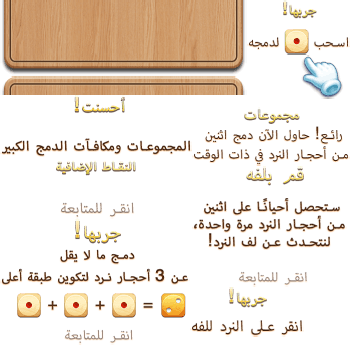 جربها!
اسحب لدمجه
أحسنت!
المجموعات ومكافآت الدمج الكبير
النقاط الإضافية
انقر للمتابعة
جربها!
دمج ما لا يقل
عن 3 أحجار نرد لتكوين طبقة أعلى
+ + =
انقر للمتابعة
مجموعات
رائع! حاول الآن دمج اثنين
من أحجار النرد في ذات الوقت
قم بلفه
ستحصل أحيانًا على اثنين
من أحجار النرد مرة واحدة،
لنتحدث عن لف النرد!
انقر للمتابعة
جربها!
انقر على النرد للفه